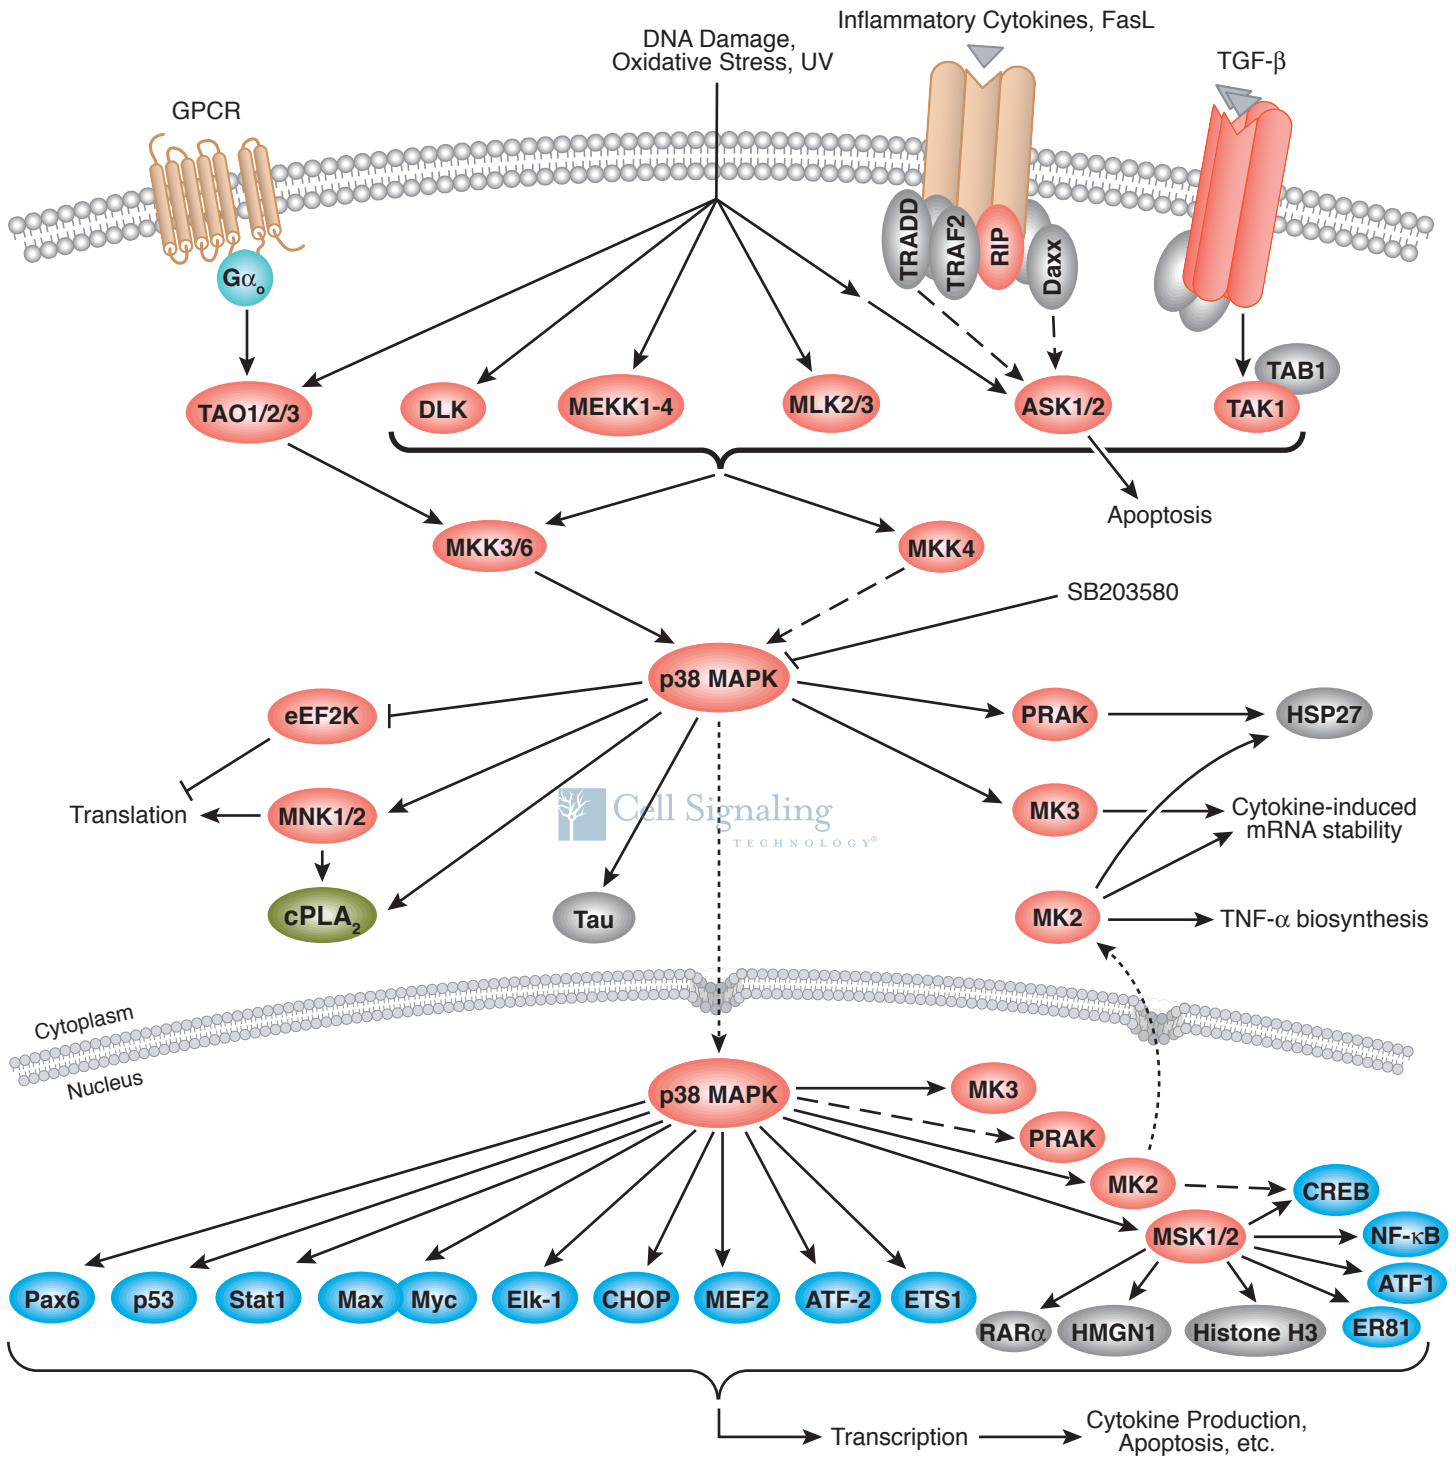 Inflammatory Cytokines, FasL
DNA Damage,
Oxidative Stress, UV
TGF-β
GPCR
TRADD
TRAF2
RIP
Daxx
Gαo
TAB1
TAO1/2/3
DLK
MEKK1-4
MLK2/3
ASK1/2
TAK1
Apoptosis
MKK3/6
MKK4
SB203580
p38 MAPK
eEF2K
PRAK
HSP27
Translation
MNK1/2
Cell Signaling
TECHNOLOGY®
MK3
Cytokine-induced
mRNA stability
cPLA2
Tau
MK2
TNF-α biosynthesis
Cytoplasm
Nucleus
p38 MAPK
MK3
PRAK
MK2
CREB
MSK1/2
NF-κB
ATF1
ER81
Pax6
p53
Stat1
Max
Myc
Elk-1
CHOP
MEF2
ATF-2
ETS1
RARα
HMGN1
Histone H3
Transcription
Cytokine Production,
Apoptosis, etc.